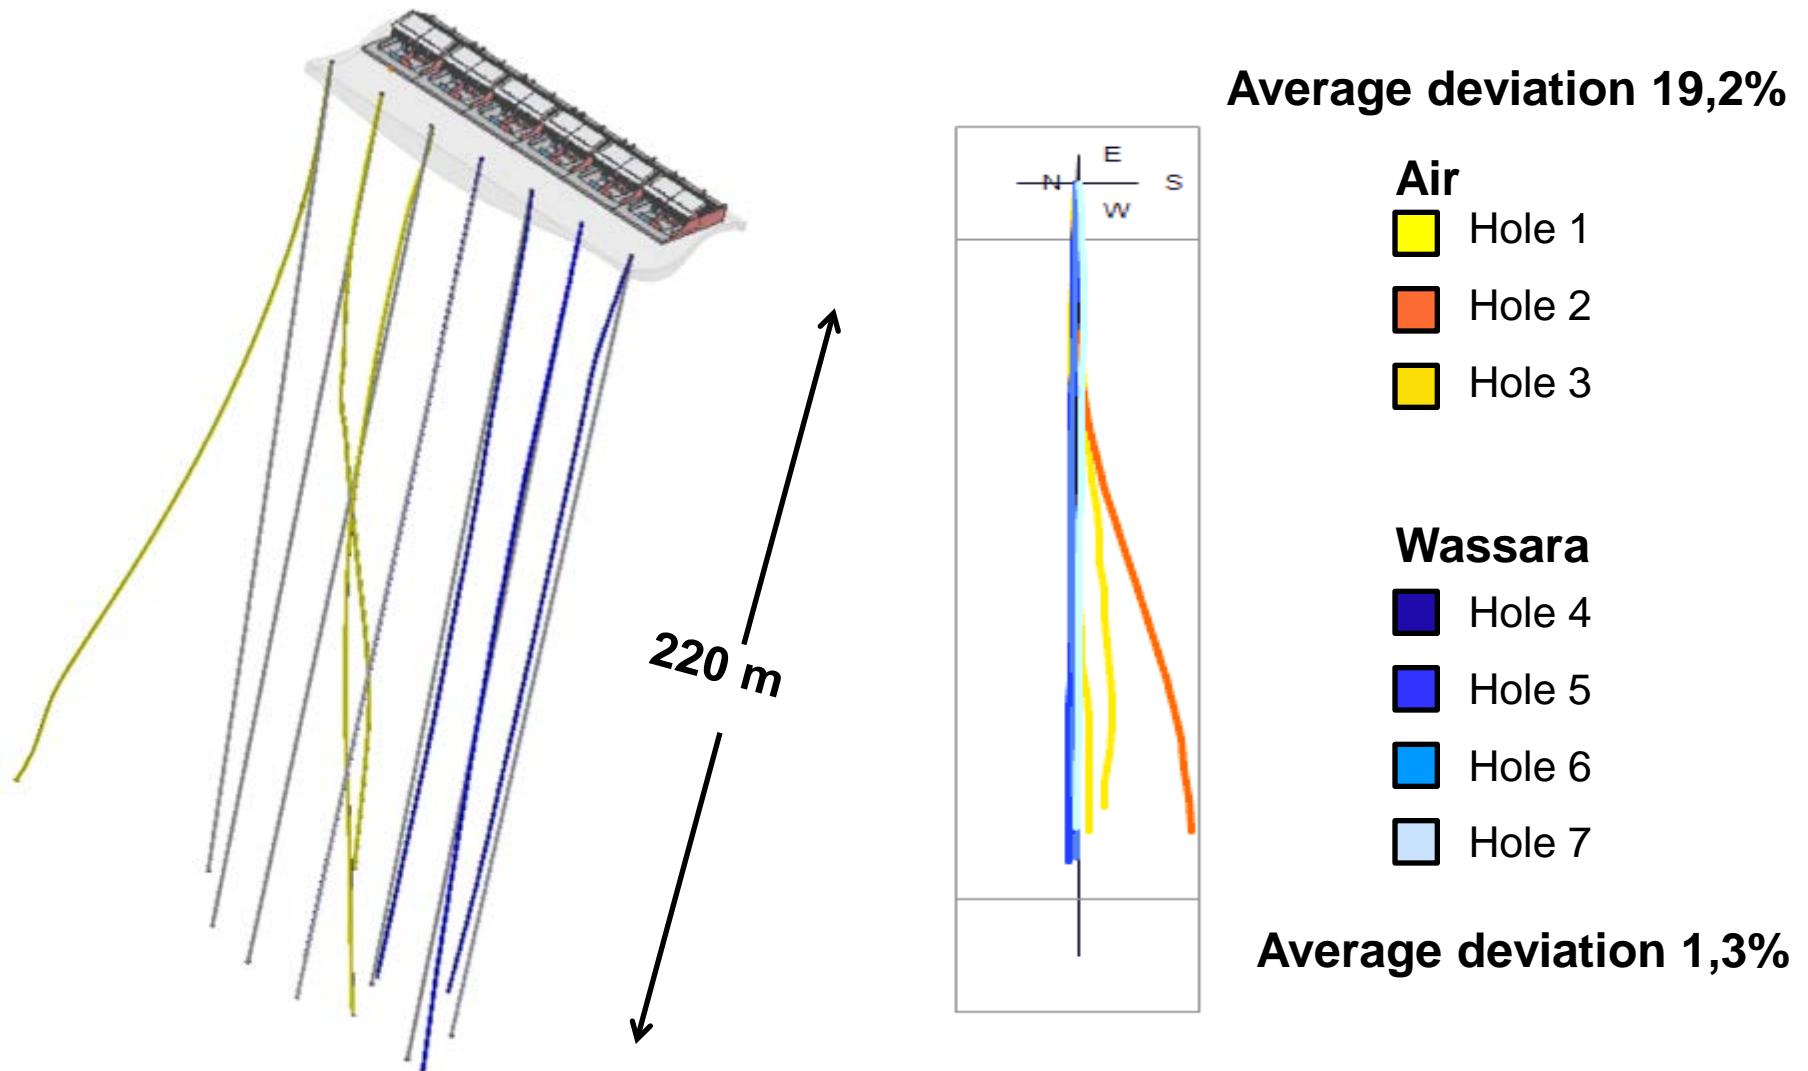 Average deviation 19,2%
E
N
S
W
Air
Hole 1
Hole 2
Hole 3
220 m
Wassara
Hole 4
Hole 5
Hole 6
Hole 7
Average deviation 1,3%